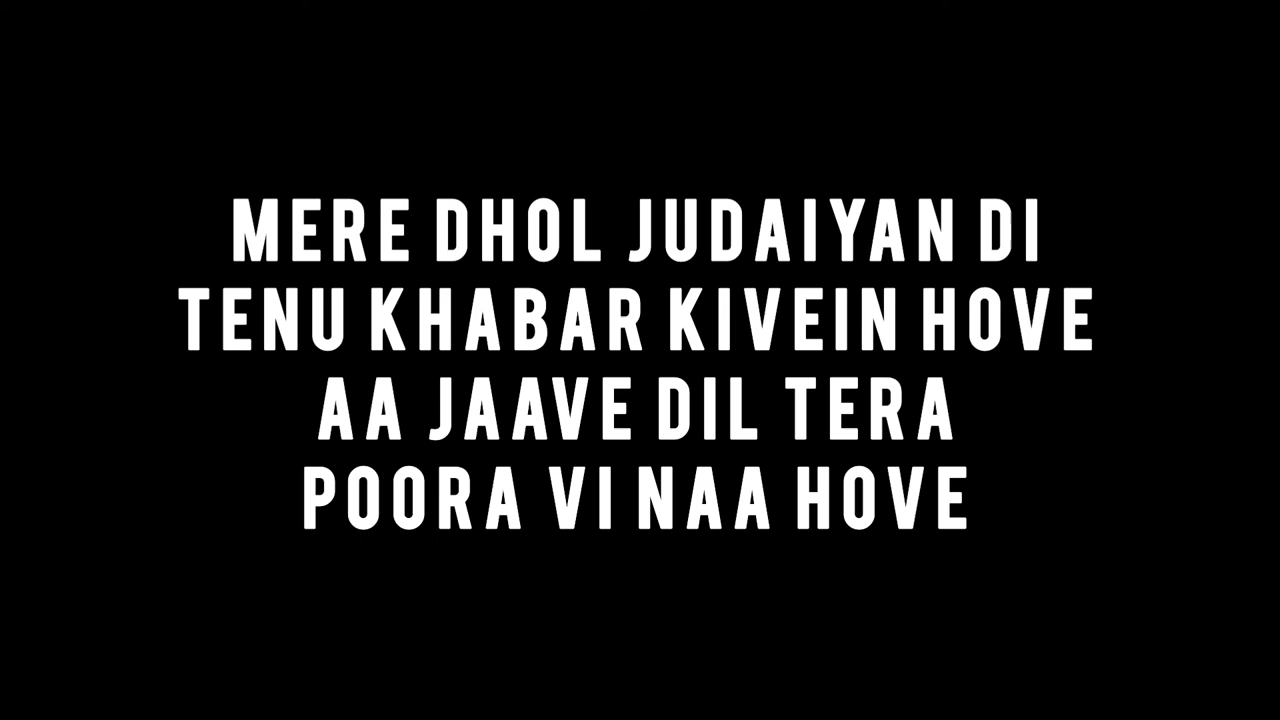 MERE DHOL JUDAIYAN DI
TENU KHABAR KIVEIN HOVE
AA JAAVE DIL TERA
POORA VI NAA HOVE